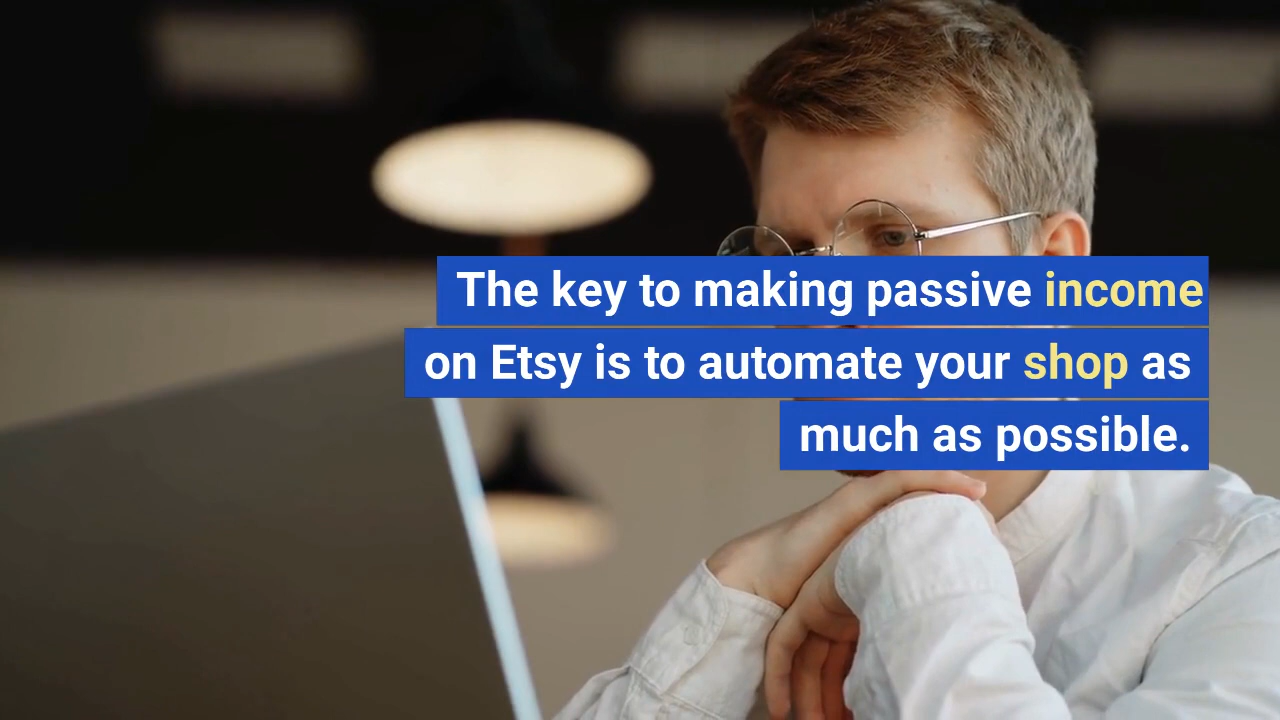 The key to making passive income
on Etsy is to automate your shop as
much as possible.